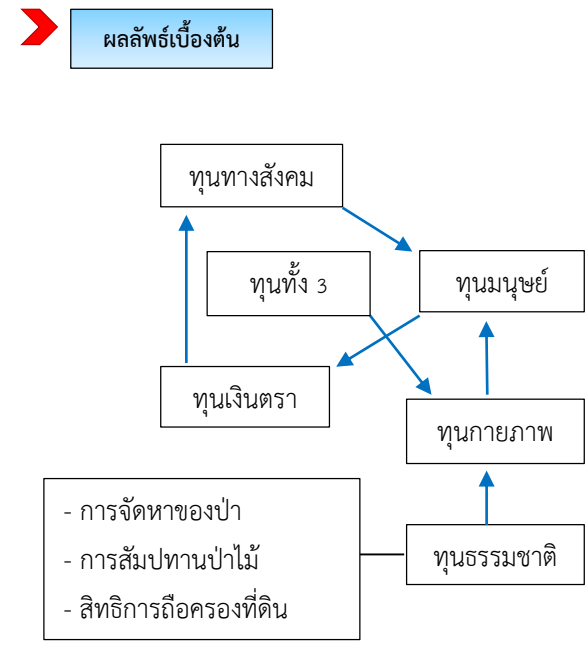 ผลลัพธ์เบื้องต้น
ทุนทางสังคม
ทุนทั้ง 3
ทุนมนุษย์
ทุนเงินตรา
ทุนกายภาพ
- การจัดหาของป่า
- การสัมปทานป่าไม้
- สิทธิการถือครองที่ดิน
ทุนธรรมชาติ